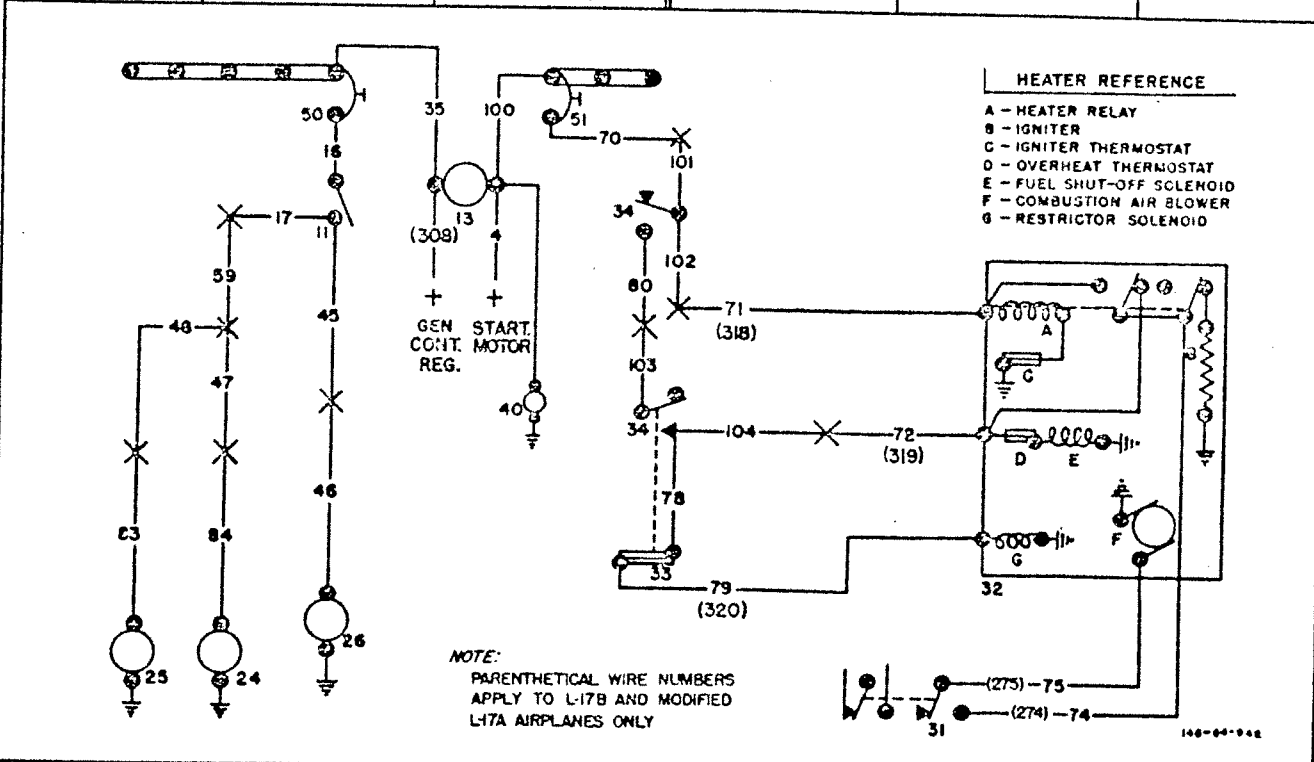 HEATER REFERENCE
A - HEATER RELAY
B - IGNITER
C - IGNITER THERMOSTAT
D - OVERHEAT THERMOSTAT
E - FUEL SHUT-OFF SOLENOID
F - COMBUSTION AIR BLOWER
G - RESTRICTOR SOLENOID
50
35
100
51
70
16
101
13
(308)
34
17
11
4
102
59
80
45
71
(318)
A
48
GEN. CONT. REG.
START. MOTOR
B
103
C
47
40
34
104
72
(319)
D
E
46
78
83
84
F
33
G
79
(320)
32
26
25
24
NOTE:
PARENTHETICAL WIRE NUMBERS
APPLY TO L-17B AND MODIFIED
L-17A AIRPLANES ONLY
(275)
75
(274)
74
31
146-54-942